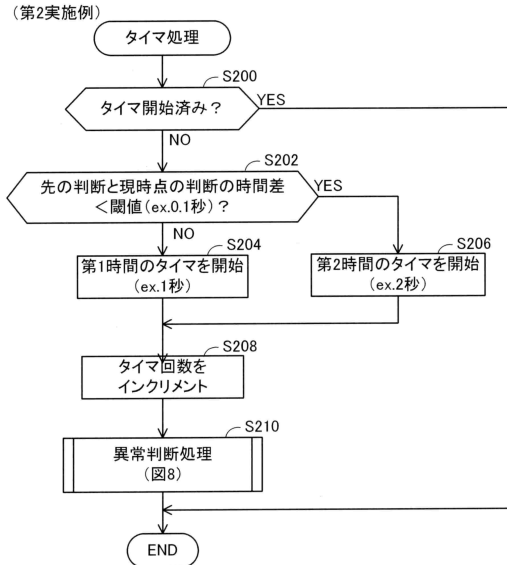 （第2実施例）
タイマ処理
S200
タイマ開始済み？
YES
NO
S202
先の判断と現時点の判断の時間差
＜閾値（ex.0.1秒）？
YES
NO
S204
第1時間のタイマを開始
（ex.1秒）
S206
第2時間のタイマを開始
（ex.2秒）
S208
タイマ回数を
インクリメント
S210
異常判断処理
（図8）
END